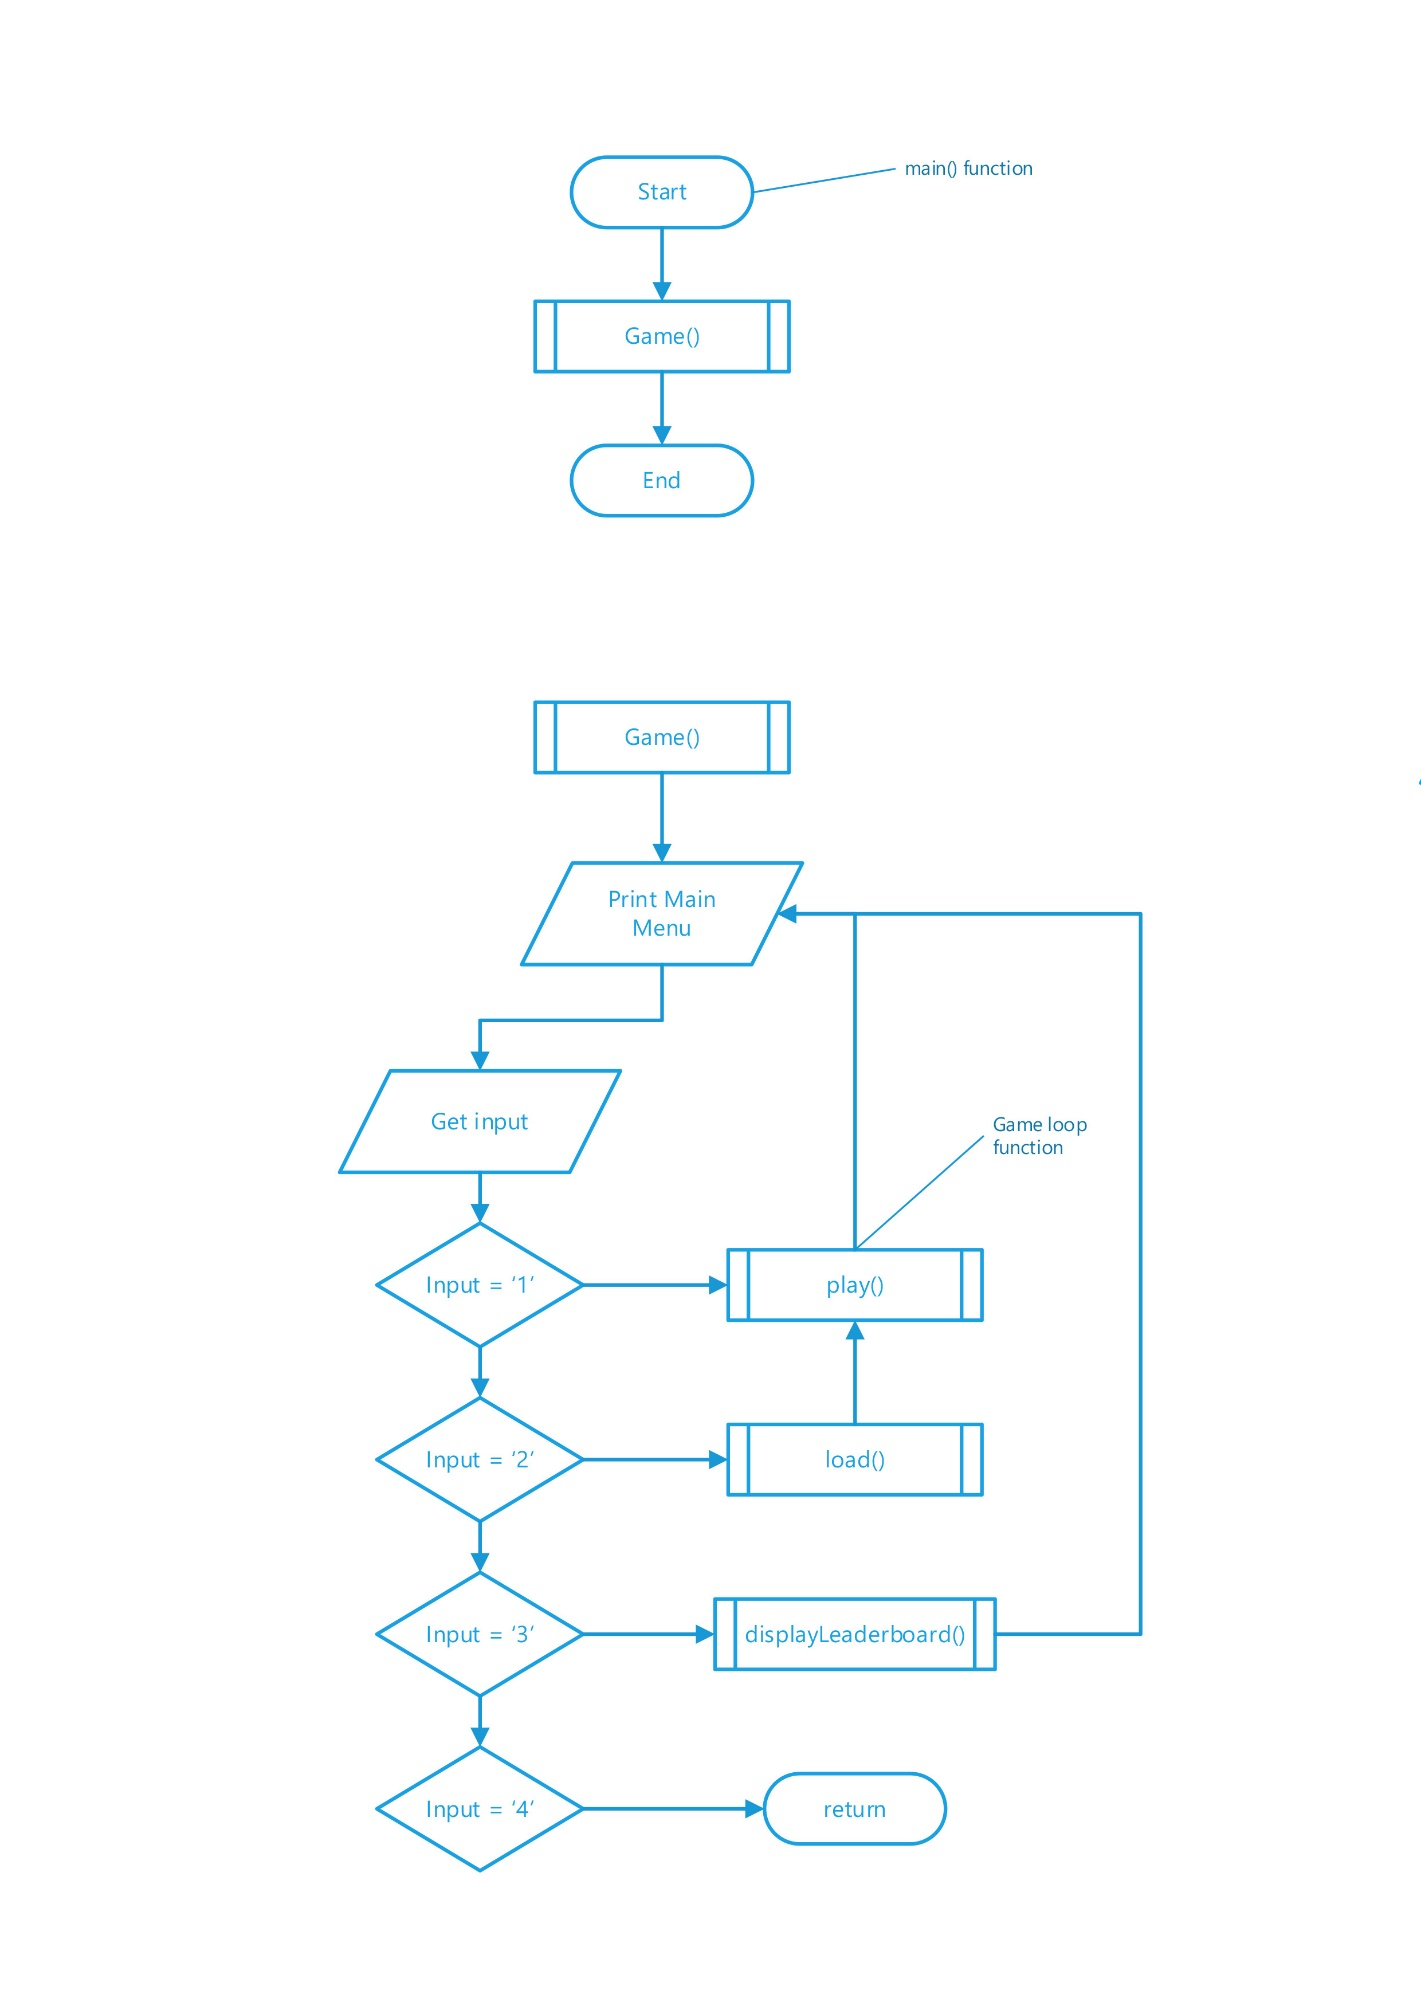 Start
main() function
Game()
End
Game()
Print Main
Menu
Get input
Game loop
function
Input = ‘1’
play()
Input = ‘2’
load()
Input = ‘3’
displayLeaderboard()
Input = ‘4’
return